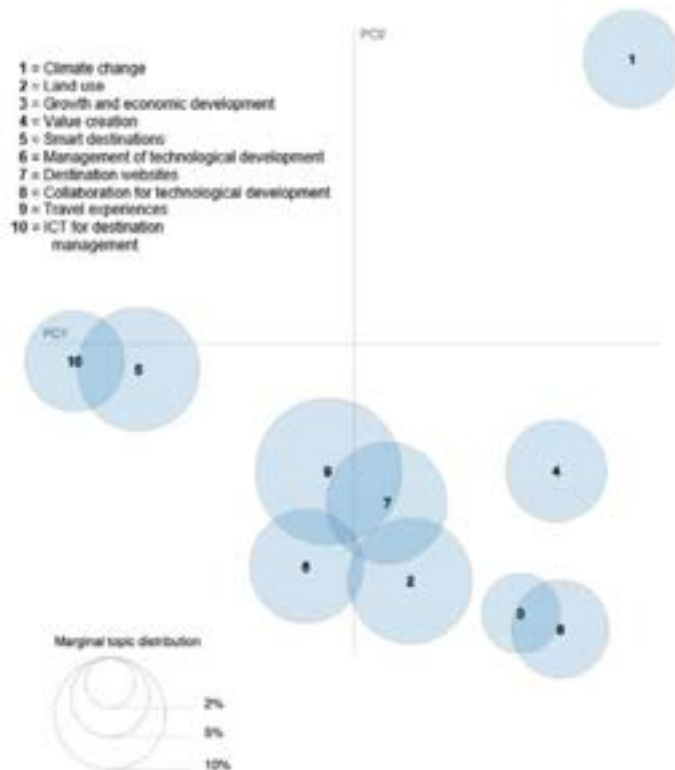 PC2
1
1 = Climate change
2 = Land use
3 = Growth and economic development
4 = Value creation
5 = Smart destinations
6 = Management of technological development
7 = Destination websites
8 = Collaboration for technological development
9 = Travel experiences
10 = ICT for destination
management
PC1
10
5
9
4
7
2
3
Marginal topic distribution
2%
5%
10%